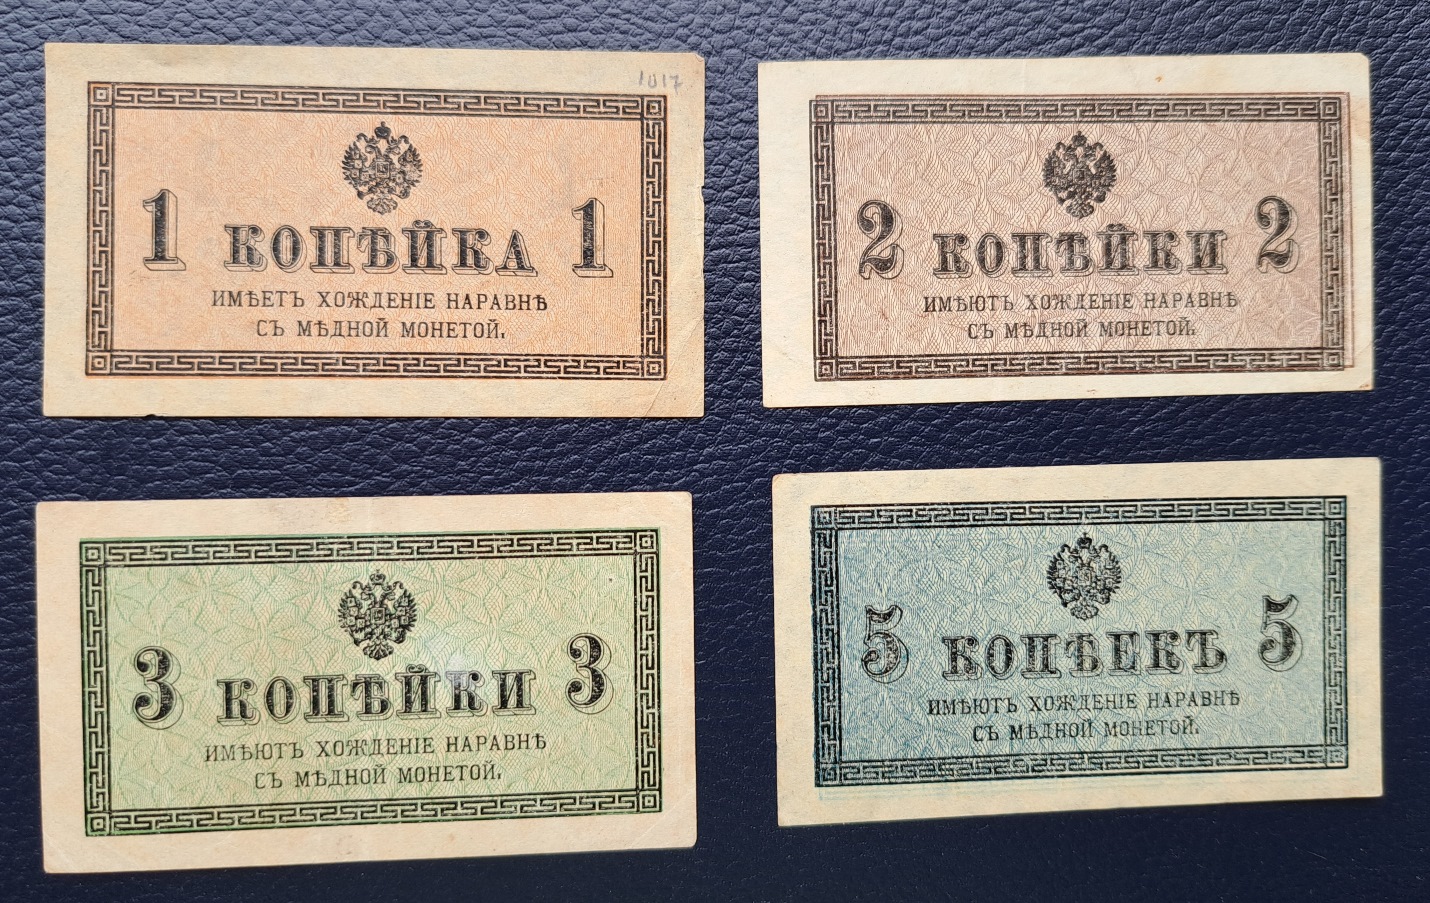 1017
1 КОПѢЙКА 1
ИМѢЕТЪ ХОЖДЕНІЕ НАРАВНѢ
СЪ МѢДНОЙ МОНЕТОЙ.
2 КОПѢЙКИ 2
ИМѢЮТЪ ХОЖДЕНІЕ НАРАВНѢ
СЪ МѢДНОЙ МОНЕТОЙ.
3 КОПѢЙКИ 3
ИМѢЮТЪ ХОЖДЕНІЕ НАРАВНѢ
СЪ МѢДНОЙ МОНЕТОЙ.
5 КОПѢЕКЪ 5
ИМѢЮТЪ ХОЖДЕНІЕ НАРАВНѢ
СЪ МѢДНОЙ МОНЕТОЙ.